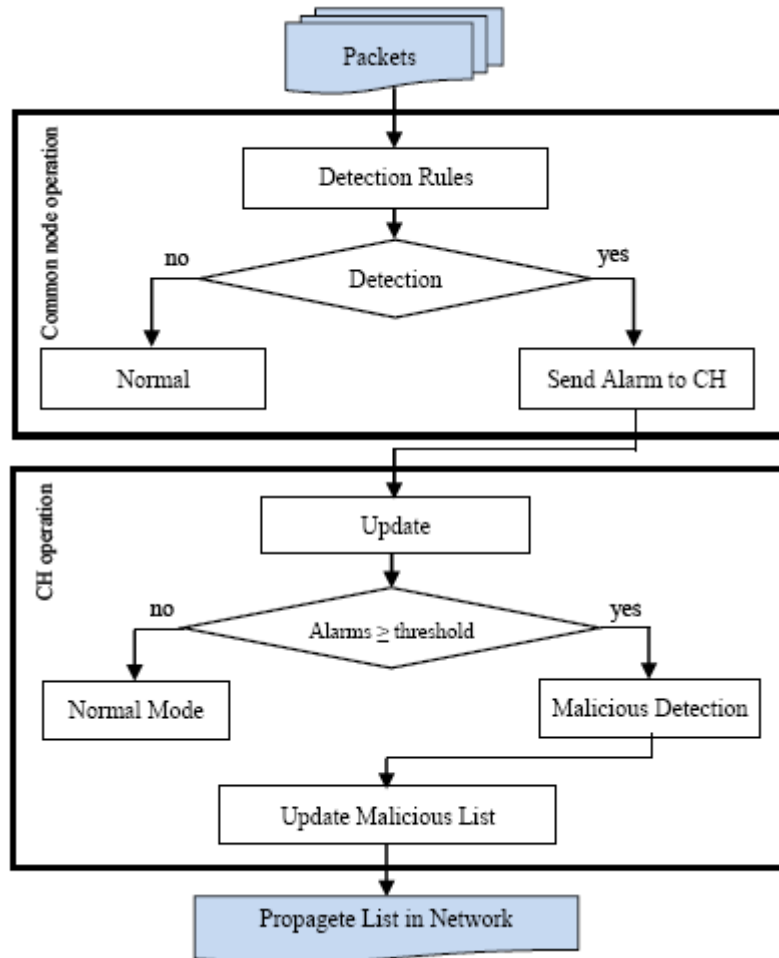 Packets
Common node operation
Detection Rules
no
yes
Detection
Normal
Send Alarm to CH
CH operation
Update
no
yes
Alarms ≥ threshold
Normal Mode
Malicious Detection
Update Malicious List
Propagete List in Network